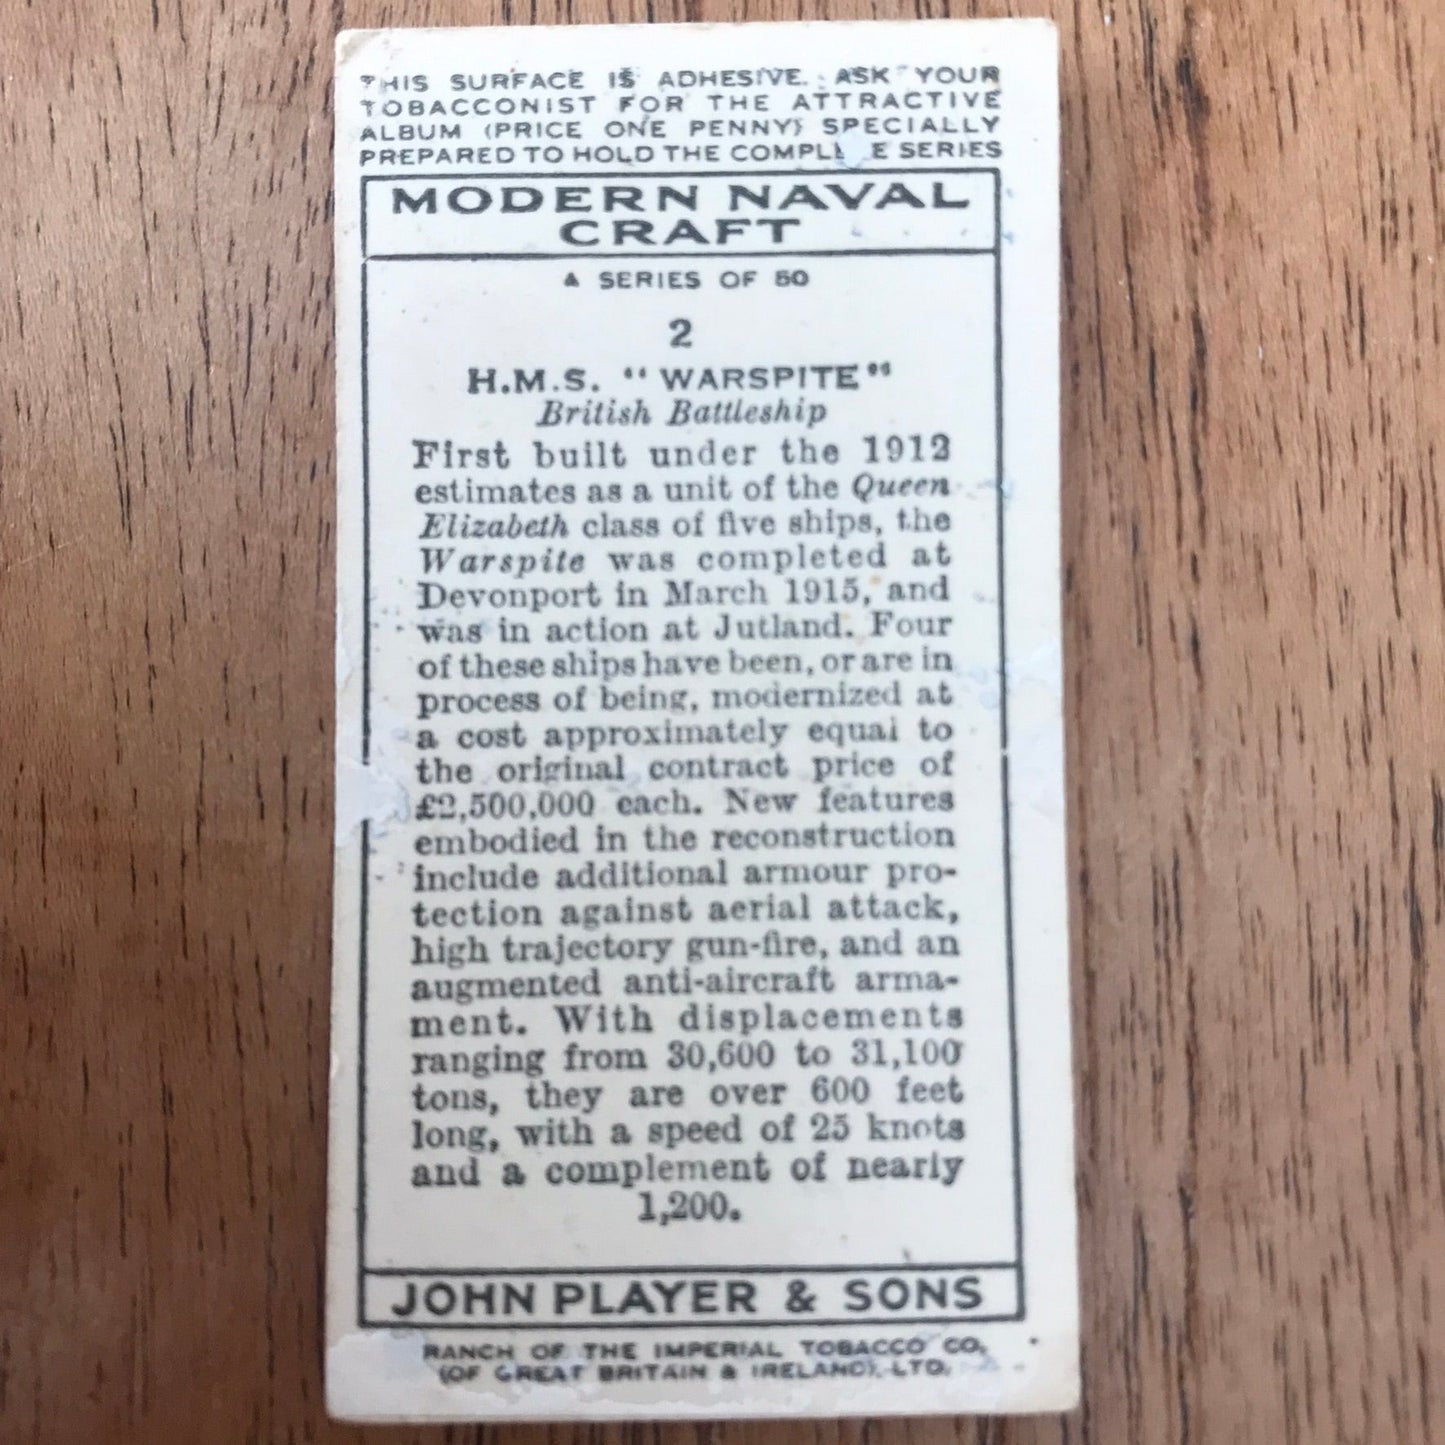 THIS SURFACE IS ADHESIVE. ASK YOUR
TOBACCONIST FOR THE ATTRACTIVE
ALBUM (PRICE ONE PENNY) SPECIALLY
PREPARED TO HOLD THE COMPLETE SERIES
MODERN NAVAL
CRAFT
A SERIES OF 50
2
H.M.S. "WARSPITE"
British Battleship
First built under the 1912
estimates as a unit of the Queen
Elizabeth class of five ships, the
Warspite was completed at
Devonport in March 1915, and
was in action at Jutland. Four
of these ships have been, or are in
process of being, modernized at
a cost approximately equal to
the original contract price of
£2,500,000 each. New features
embodied in the reconstruction
include additional armour pro-
tection against aerial attack,
high trajectory gun-fire, and an
augmented anti-aircraft arma-
ment. With displacements
ranging from 30,600 to 31,100
tons, they are over 600 feet
long, with a speed of 25 knots
and a complement of nearly
1,200.
JOHN PLAYER & SONS
RANCH OF THE IMPERIAL TOBACCO CO.
(OF GREAT BRITAIN & IRELAND), LTD.